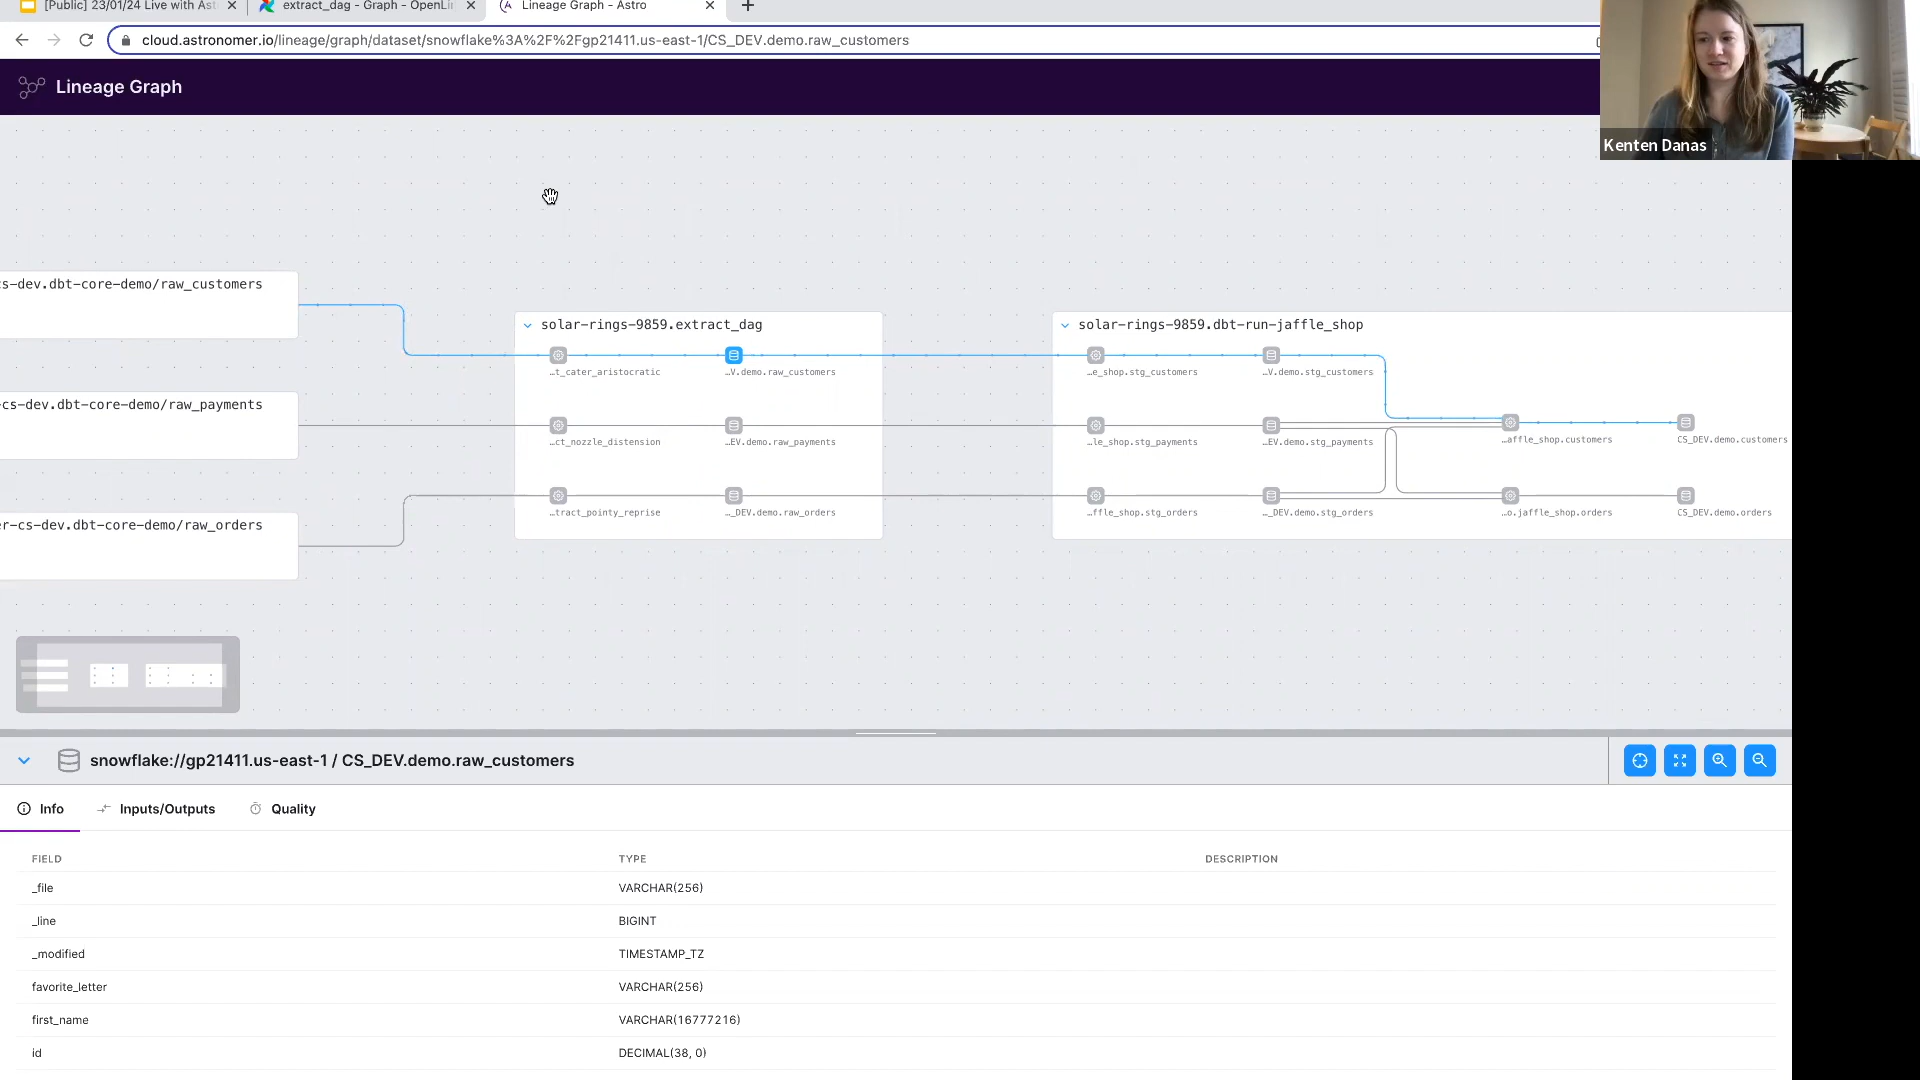 [Public] 23/01/24 Live with Ast
extract_dag - Graph - OpenLi
Lineage Graph - Astro
cloud.astronomer.io/lineage/graph/dataset/snowflake%3A%2F%2Fgp21411.us-east-1/CS_DEV.demo.raw_customers
Lineage Graph
Kenten Danas
cs-dev.dbt-core-demo/raw_customers
-cs-dev.dbt-core-demo/raw_payments
er-cs-dev.dbt-core-demo/raw_orders
solar-rings-9859.extract_dag
…t_cater_aristocratic
…V.demo.raw_customers
…ct_nozzle_distension
…EV.demo.raw_payments
…tract_pointy_reprise
…_DEV.demo.raw_orders
solar-rings-9859.dbt-run-jaffle_shop
…e_shop.stg_customers
…V.demo.stg_customers
…le_shop.stg_payments
…EV.demo.stg_payments
…affle_shop.customers
CS_DEV.demo.customers
…ffle_shop.stg_orders
…_DEV.demo.stg_orders
…o.jaffle_shop.orders
CS_DEV.demo.orders
snowflake://gp21411.us-east-1 / CS_DEV.demo.raw_customers
Info
Inputs/Outputs
Quality
FIELD TYPE DESCRIPTION
_file VARCHAR(256)
_line BIGINT
_modified TIMESTAMP_TZ
favorite_letter VARCHAR(256)
first_name VARCHAR(16777216)
id DECIMAL(38, 0)